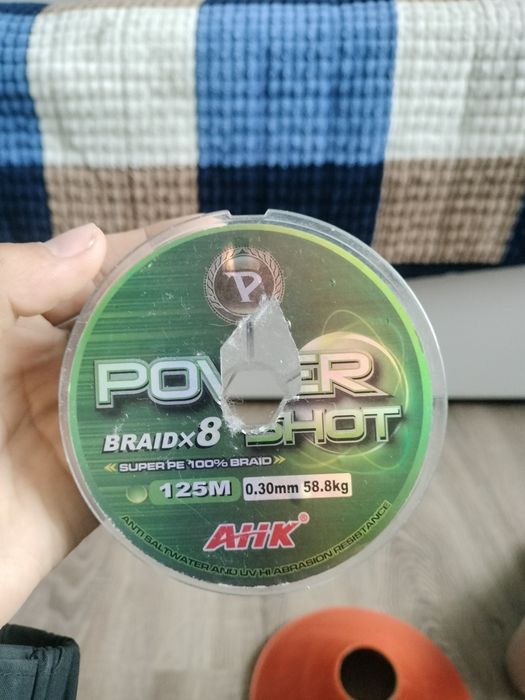 P
POWER
SHOT
BRAID×8
SUPER PE 100% BRAID
125M
0.30mm 58.8kg
AHK®
ANTI SALTWATER AND UV HI ABRASION RESISTANCE